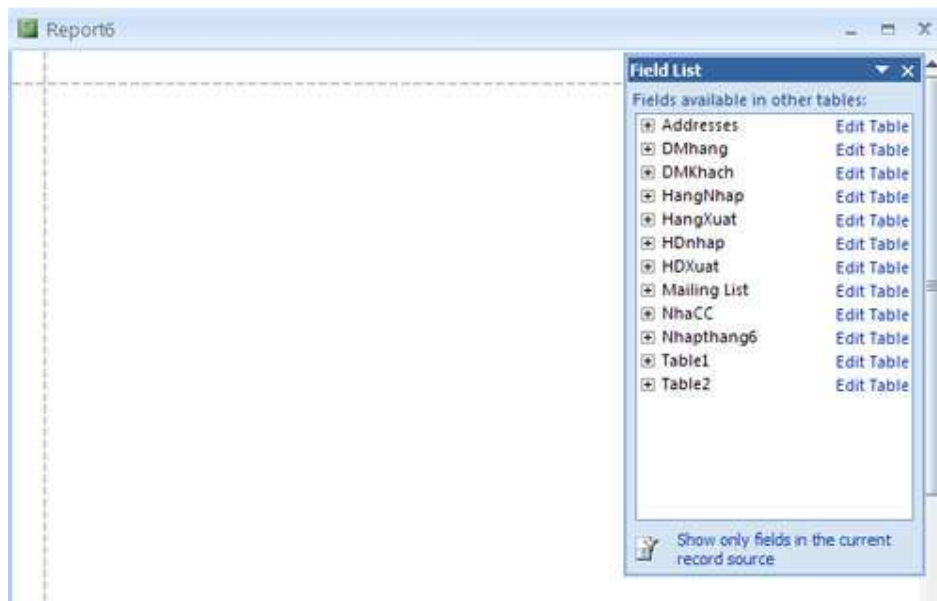 Report6
Field List
Fields available in other tables:
Addresses Edit Table
DMhang Edit Table
DMKhach Edit Table
HangNhap Edit Table
HangXuat Edit Table
HDnhap Edit Table
HDXuat Edit Table
Mailing List Edit Table
NhaCC Edit Table
Nhapthang6 Edit Table
Table1 Edit Table
Table2 Edit Table
Show only fields in the current
record source